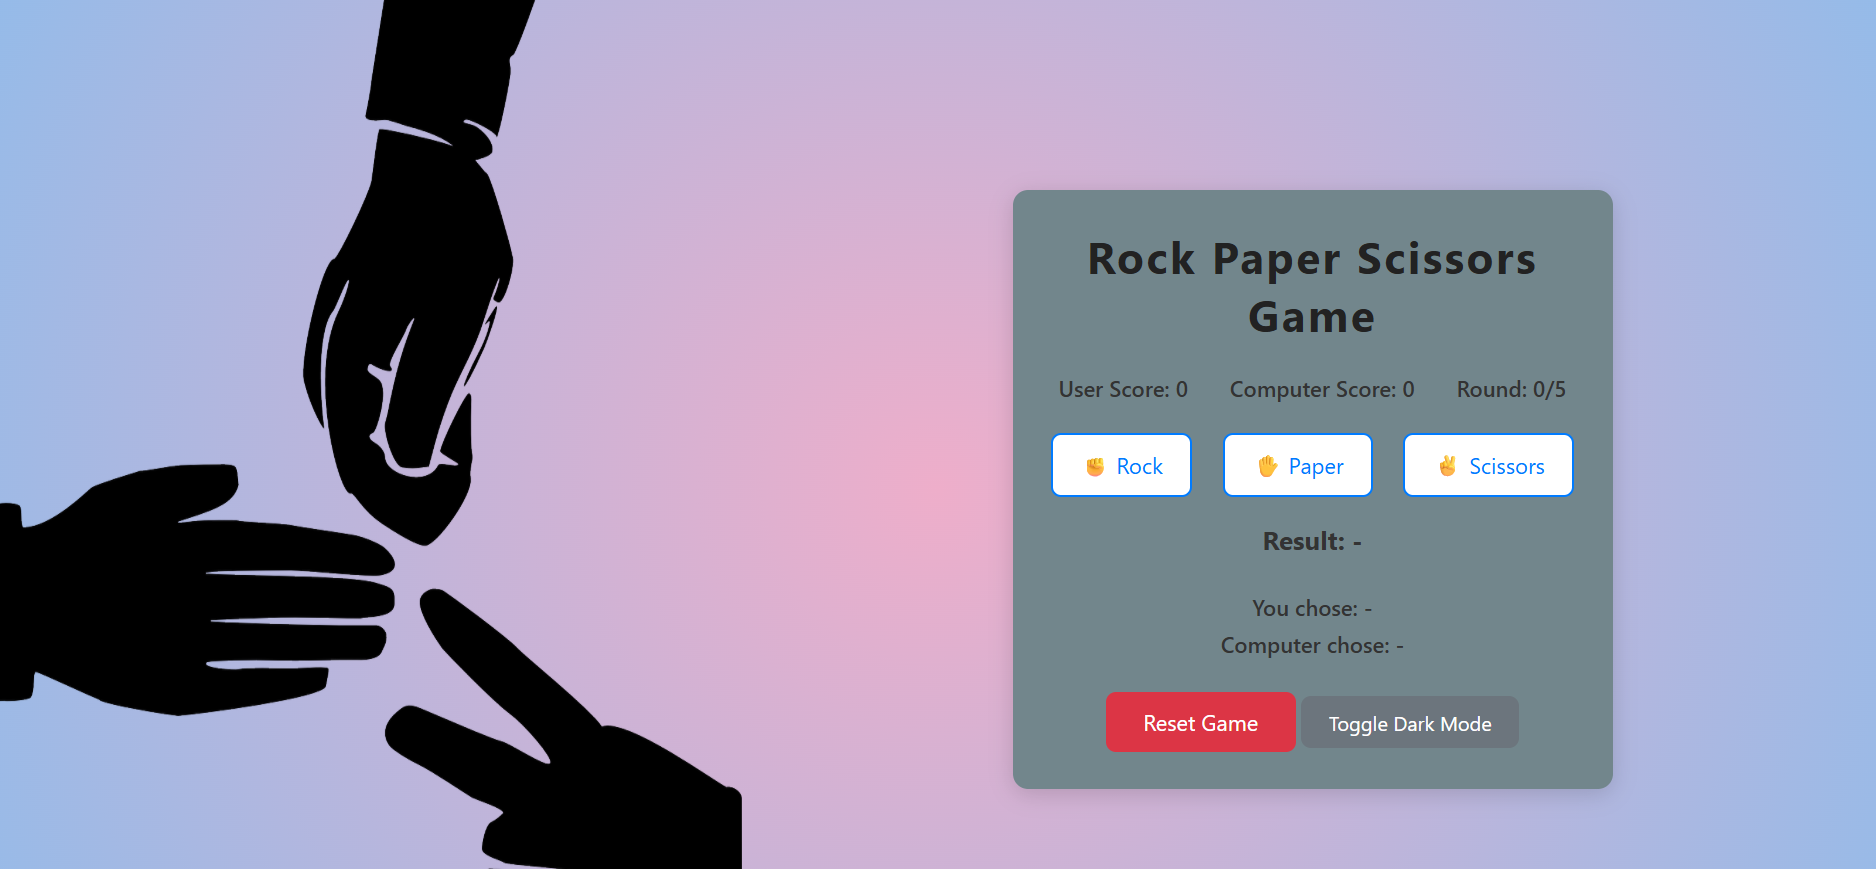 Rock Paper Scissors
Game
User Score: 0 Computer Score: 0 Round: 0/5
✊ Rock ✋ Paper ✌ Scissors
Result: -
You chose: -
Computer chose: -
Reset Game Toggle Dark Mode